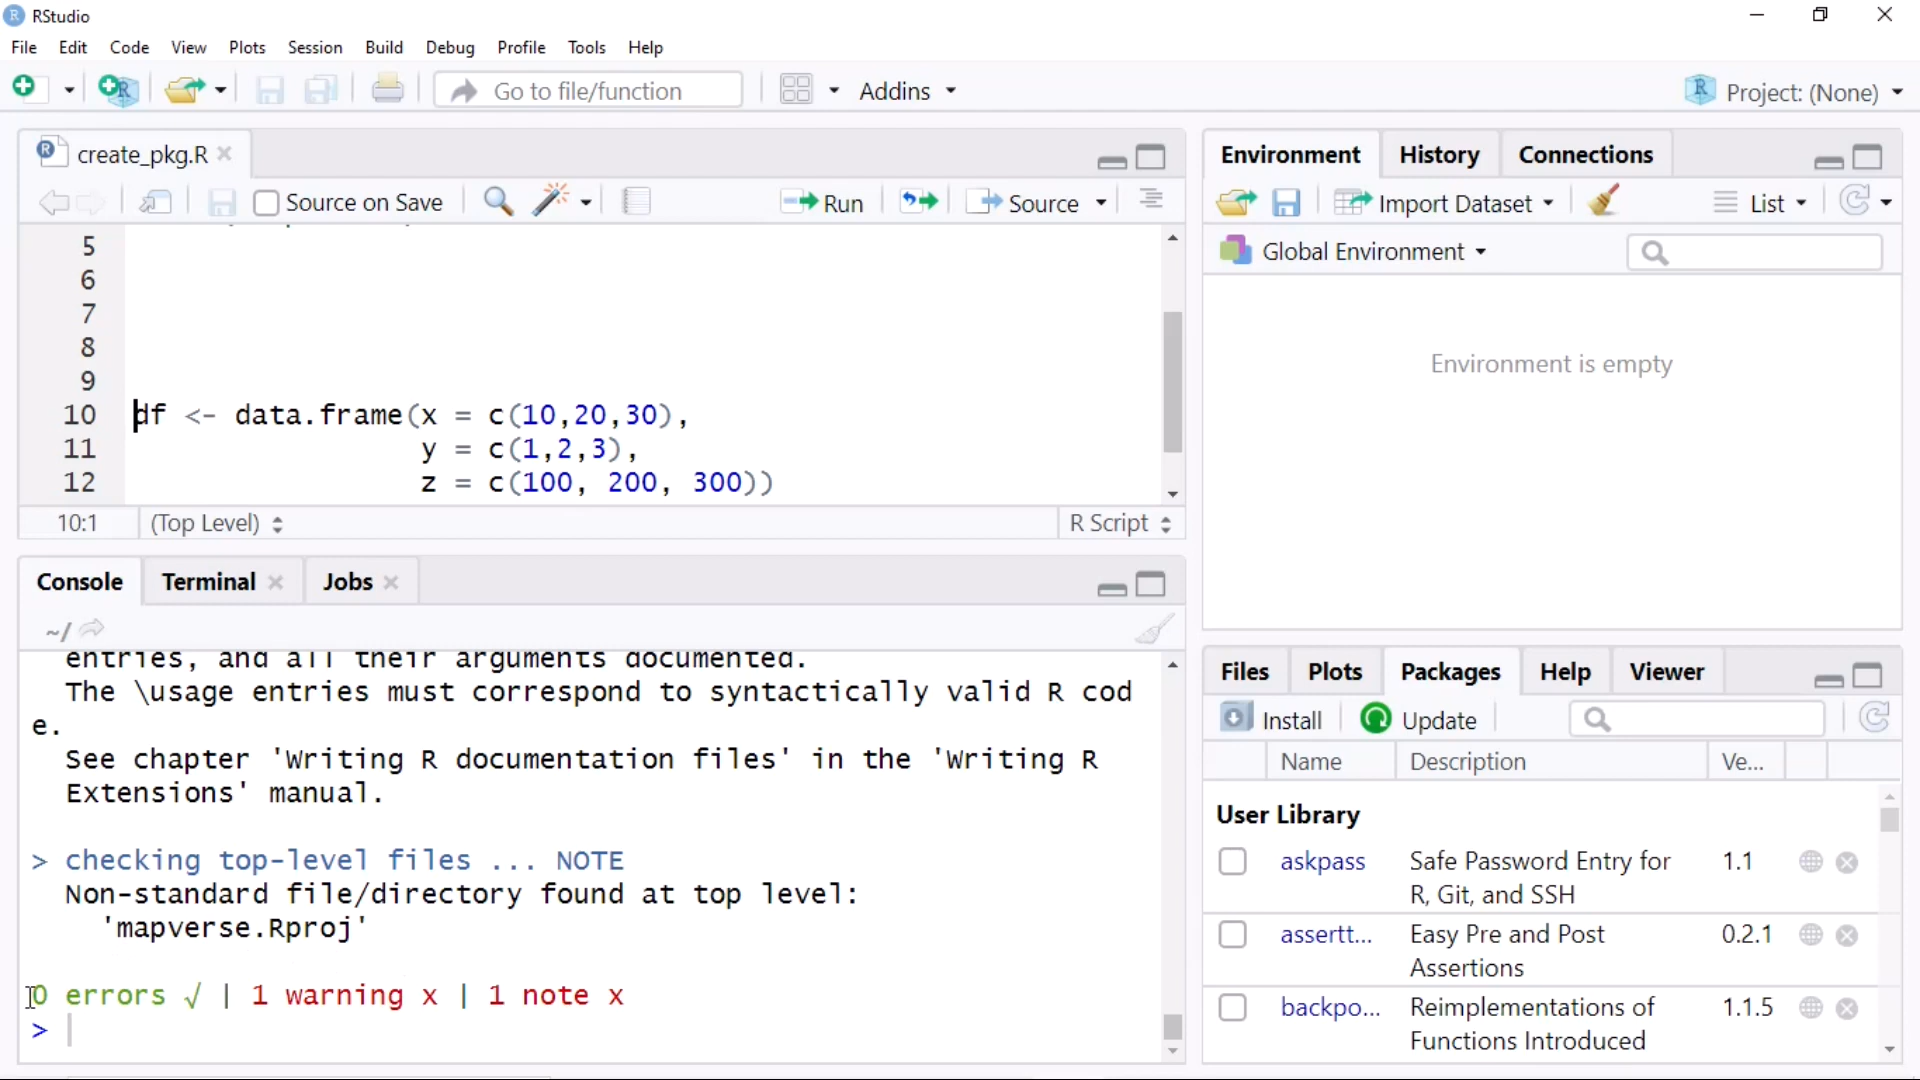 RStudio
File Edit Code View Plots Session Build Debug Profile Tools Help
Go to file/function Addins Project: (None)
create_pkg.R
Source on Save Run Source
5
6
7
8
9
10 df <- data.frame(x = c(10,20,30),
11 y = c(1,2,3),
12 z = c(100, 200, 300))
10:1 (Top Level) R Script
Console Terminal Jobs
~/
entries, and all their arguments documented.
The \usage entries must correspond to syntactically valid R cod
e.
See chapter 'Writing R documentation files' in the 'Writing R
Extensions' manual.
> checking top-level files ... NOTE
Non-standard file/directory found at top level:
'mapverse.Rproj'
0 errors √ | 1 warning x | 1 note x
>
Environment History Connections
Import Dataset List
Global Environment
Environment is empty
Files Plots Packages Help Viewer
Install Update
Name Description Ve...
User Library
askpass Safe Password Entry for 1.1
R, Git, and SSH
assertt... Easy Pre and Post 0.2.1
Assertions
backpo... Reimplementations of 1.1.5
Functions Introduced